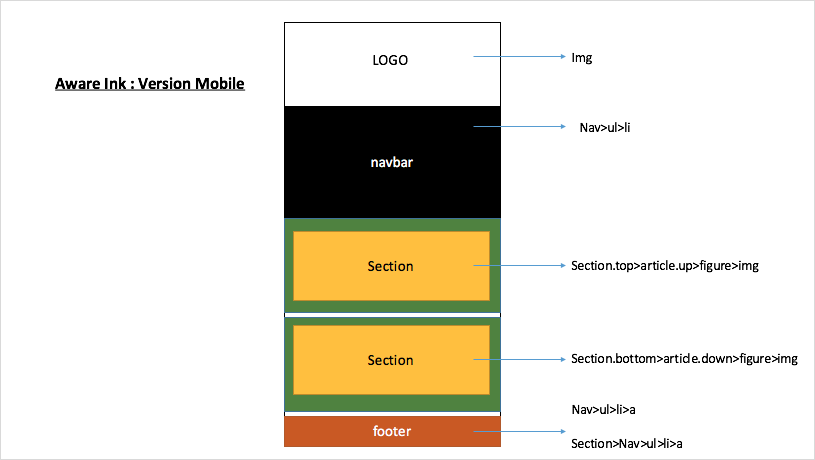 LOGO
Img
Aware Ink : Version Mobile
Nav>ul>li
navbar
Section
Section.top>article.up>figure>img
Section
Section.bottom>article.down>figure>img
Nav>ul>li>a
footer
Section>Nav>ul>li>a